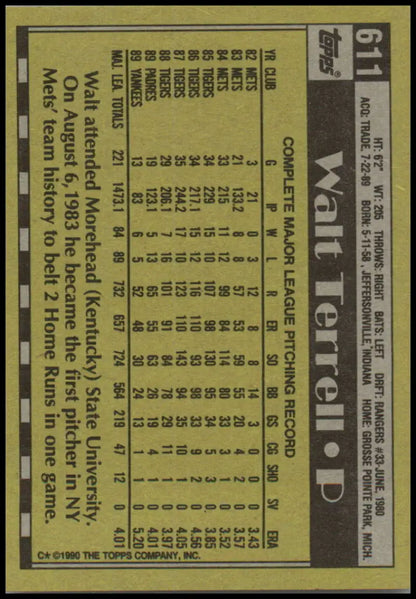 611
Topps®
Walt Terrell • P
HT: 6'2" WT: 205 THROWS: RIGHT BATS: LEFT DRFT: RANGERS #33-JUNE, 1980
ACQ: TRADE, 7-22-89 BORN: 5-11-58, JEFFERSONVILLE, INDIANA HOME: GROSSE POINTE PARK, MICH.
COMPLETE MAJOR LEAGUE PITCHING RECORD
YR CLUB G IP W L R ER SO BB GS CG SHO SV ERA
82 METS 3 21 0 3 12 8 8 14 3 0 0 0 3.43
83 METS 21 133.2 8 8 57 53 59 55 20 4 2 0 3.57
84 METS 33 215 11 12 99 84 114 80 33 3 1 0 3.52
85 TIGERS 34 229 15 10 107 98 130 95 34 5 3 0 3.85
86 TIGERS 34 217.1 15 12 116 110 93 98 33 9 2 0 4.56
87 TIGERS 35 244.2 17 10 123 110 143 94 35 10 1 0 4.05
88 TIGERS 29 206.1 7 16 101 91 84 78 29 11 1 0 3.97
89 PADRES 19 123.1 5 13 65 55 63 26 19 4 1 0 4.01
89 YANKEES 13 83 6 5 52 48 30 24 13 1 1 0 5.20
MAJ. LEA. TOTALS 221 1473.1 84 89 732 657 724 564 219 47 12 0 4.01
C★ ©1990 THE TOPPS COMPANY, INC.
Walt attended Morehead (Kentucky) State University.
On August 6, 1983 he became the first pitcher in NY
Mets' team history to belt 2 Home Runs in one game.